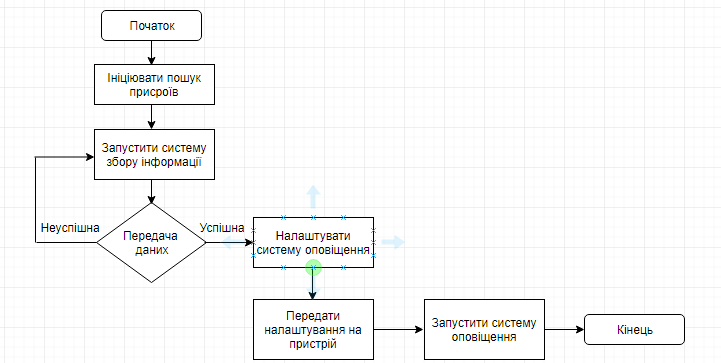 Початок
Ініціювати пошук
присроїв
Запустити систему
збору інформації
Неуспішна
Передача
даних
Успішна
Налаштувати
систему оповіщення
Передати
налаштування на
пристрій
Запустити систему
оповіщення
Кінець